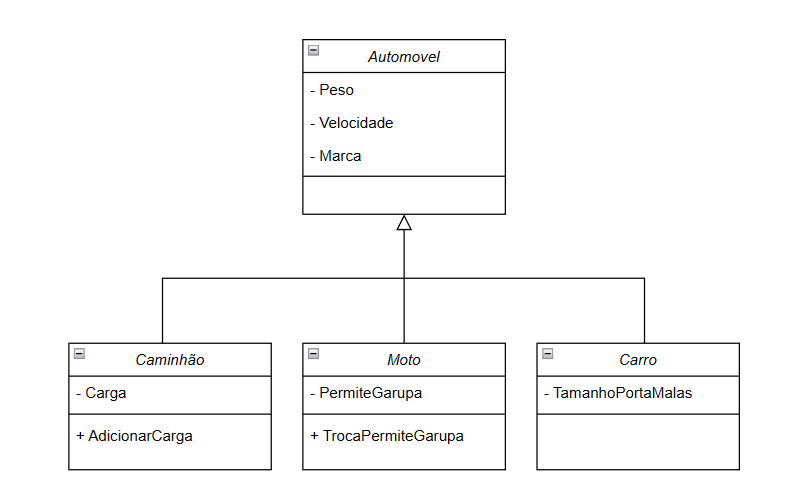 Automovel
- Peso
- Velocidade
- Marca
Caminhão
- Carga
+ AdicionarCarga
Moto
- PermiteGarupa
+ TrocaPermiteGarupa
Carro
- TamanhoPortaMalas